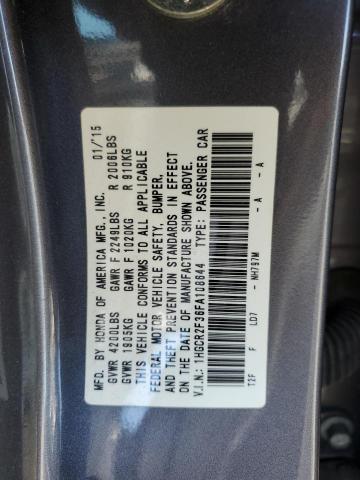 MFD. BY HONDA OF AMERICA MFG., INC. 01/'15
GVWR 4200LBS GAWR F 2249LBS R 2006LBS
GVWR 1905KG GAWR F 1020KG R 910KG
THIS VEHICLE CONFORMS TO ALL APPLICABLE
FEDERAL MOTOR VEHICLE SAFETY, BUMPER,
AND THEFT PREVENTION STANDARDS IN EFFECT
ON THE DATE OF MANUFACTURE SHOWN ABOVE.
V.I.N.: 1HGCR2F36FA108644 TYPE: PASSENGER CAR
T2F F LD7 - NH797M - A - A